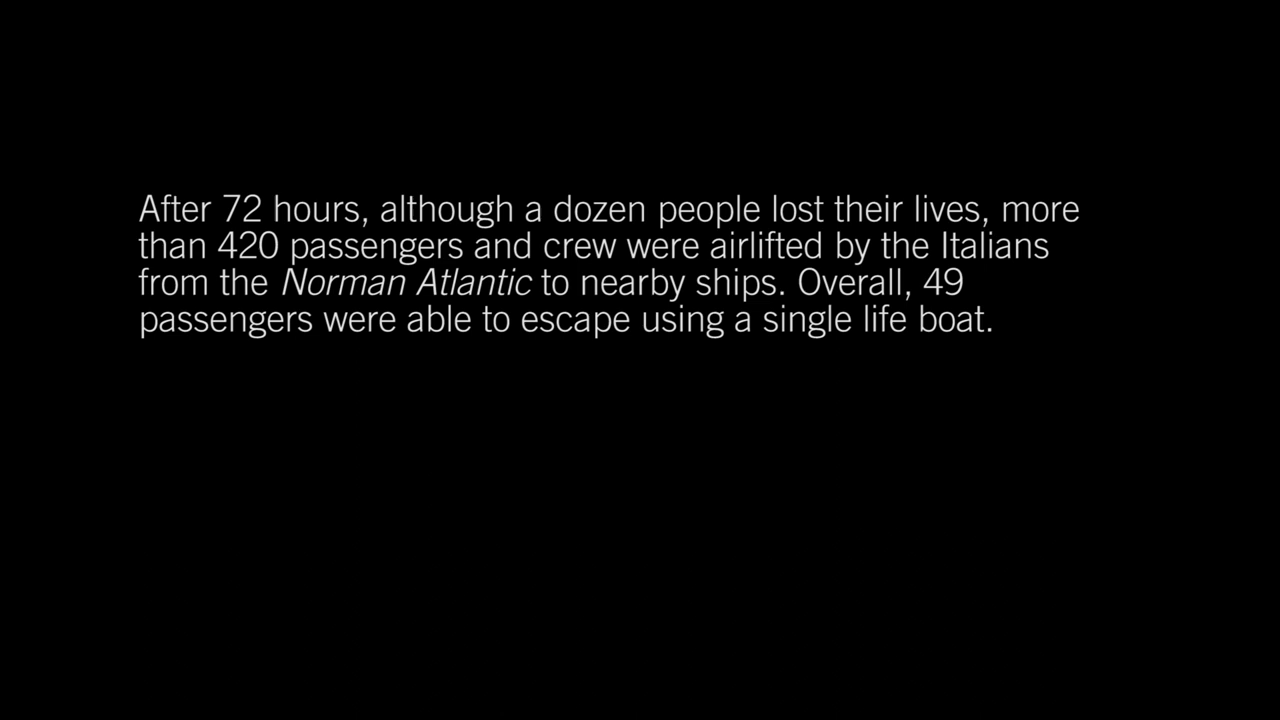 After 72 hours, although a dozen people lost their lives, more
than 420 passengers and crew were airlifted by the Italians
from the Norman Atlantic to nearby ships. Overall, 49
passengers were able to escape using a single life boat.